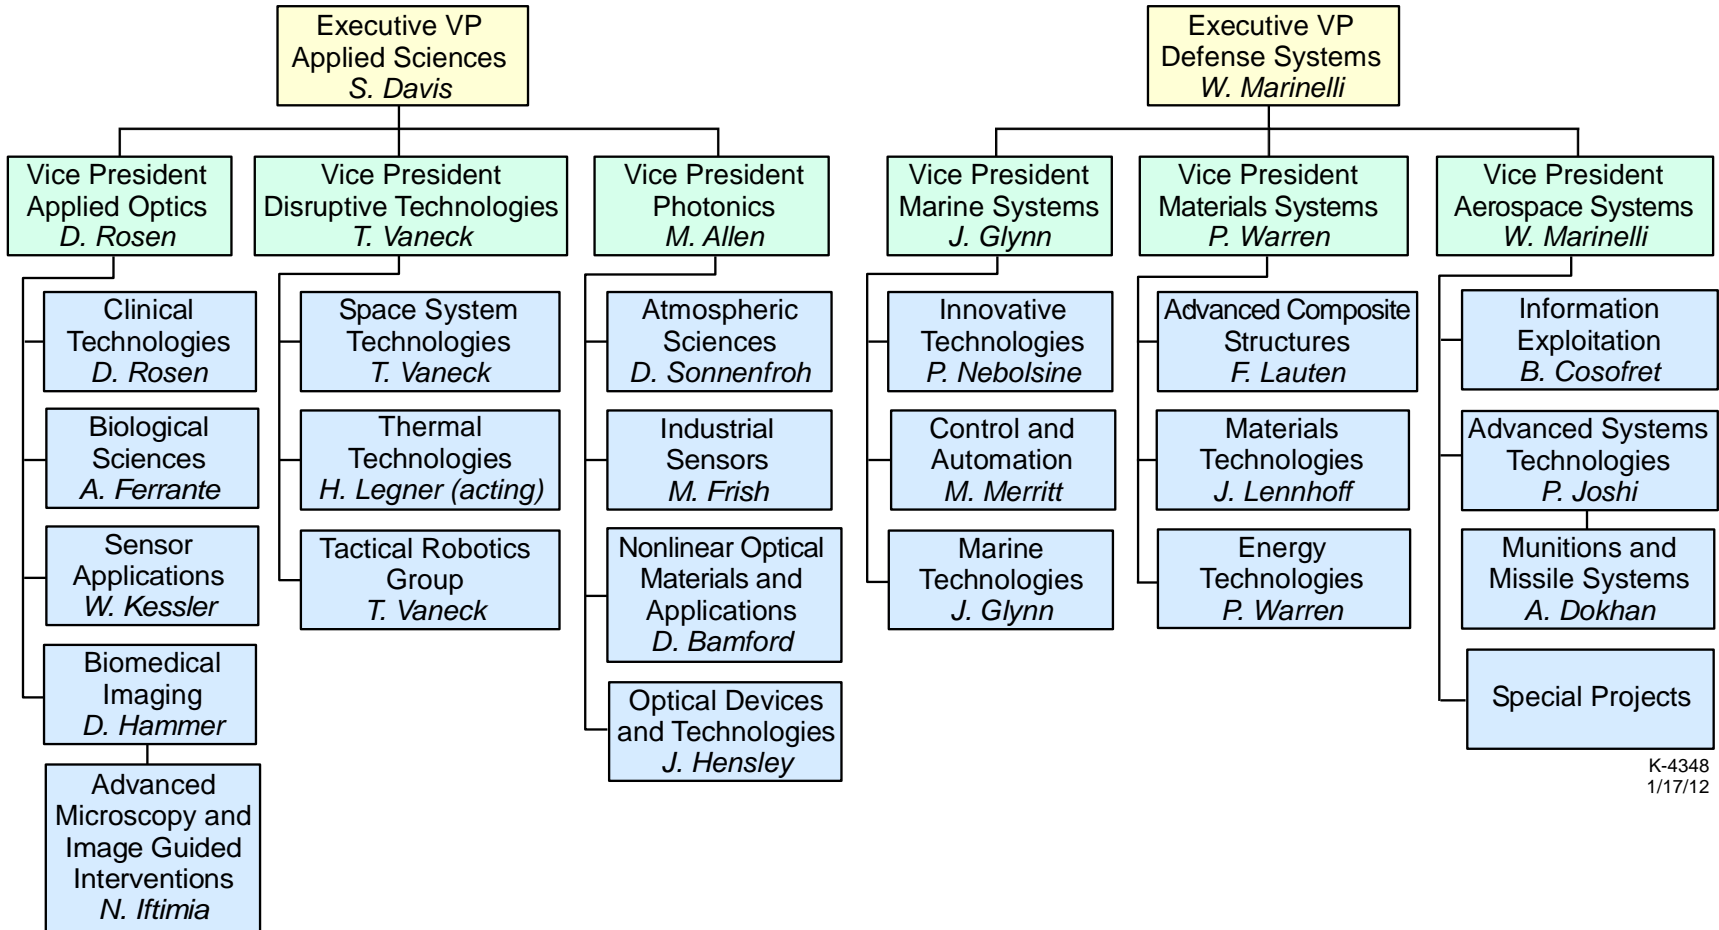 Executive VP
Applied Sciences
S. Davis
Executive VP
Defense Systems
W. Marinelli
Vice President
Applied Optics
D. Rosen
Vice President
Disruptive Technologies
T. Vaneck
Vice President
Photonics
M. Allen
Vice President
Marine Systems
J. Glynn
Vice President
Materials Systems
P. Warren
Vice President
Aerospace Systems
W. Marinelli
Clinical
Technologies
D. Rosen
Biological
Sciences
A. Ferrante
Sensor
Applications
W. Kessler
Biomedical
Imaging
D. Hammer
Advanced
Microscopy and
Image Guided
Interventions
N. Iftimia
Space System
Technologies
T. Vaneck
Thermal
Technologies
H. Legner (acting)
Tactical Robotics
Group
T. Vaneck
Atmospheric
Sciences
D. Sonnenfroh
Industrial
Sensors
M. Frish
Nonlinear Optical
Materials and
Applications
D. Bamford
Optical Devices
and Technologies
J. Hensley
Innovative
Technologies
P. Nebolsine
Control and
Automation
M. Merritt
Marine
Technologies
J. Glynn
Advanced Composite
Structures
F. Lauten
Materials
Technologies
J. Lennhoff
Energy
Technologies
P. Warren
Information
Exploitation
B. Cosofret
Advanced Systems
Technologies
P. Joshi
Munitions and
Missile Systems
A. Dokhan
Special Projects
K-4348
1/17/12